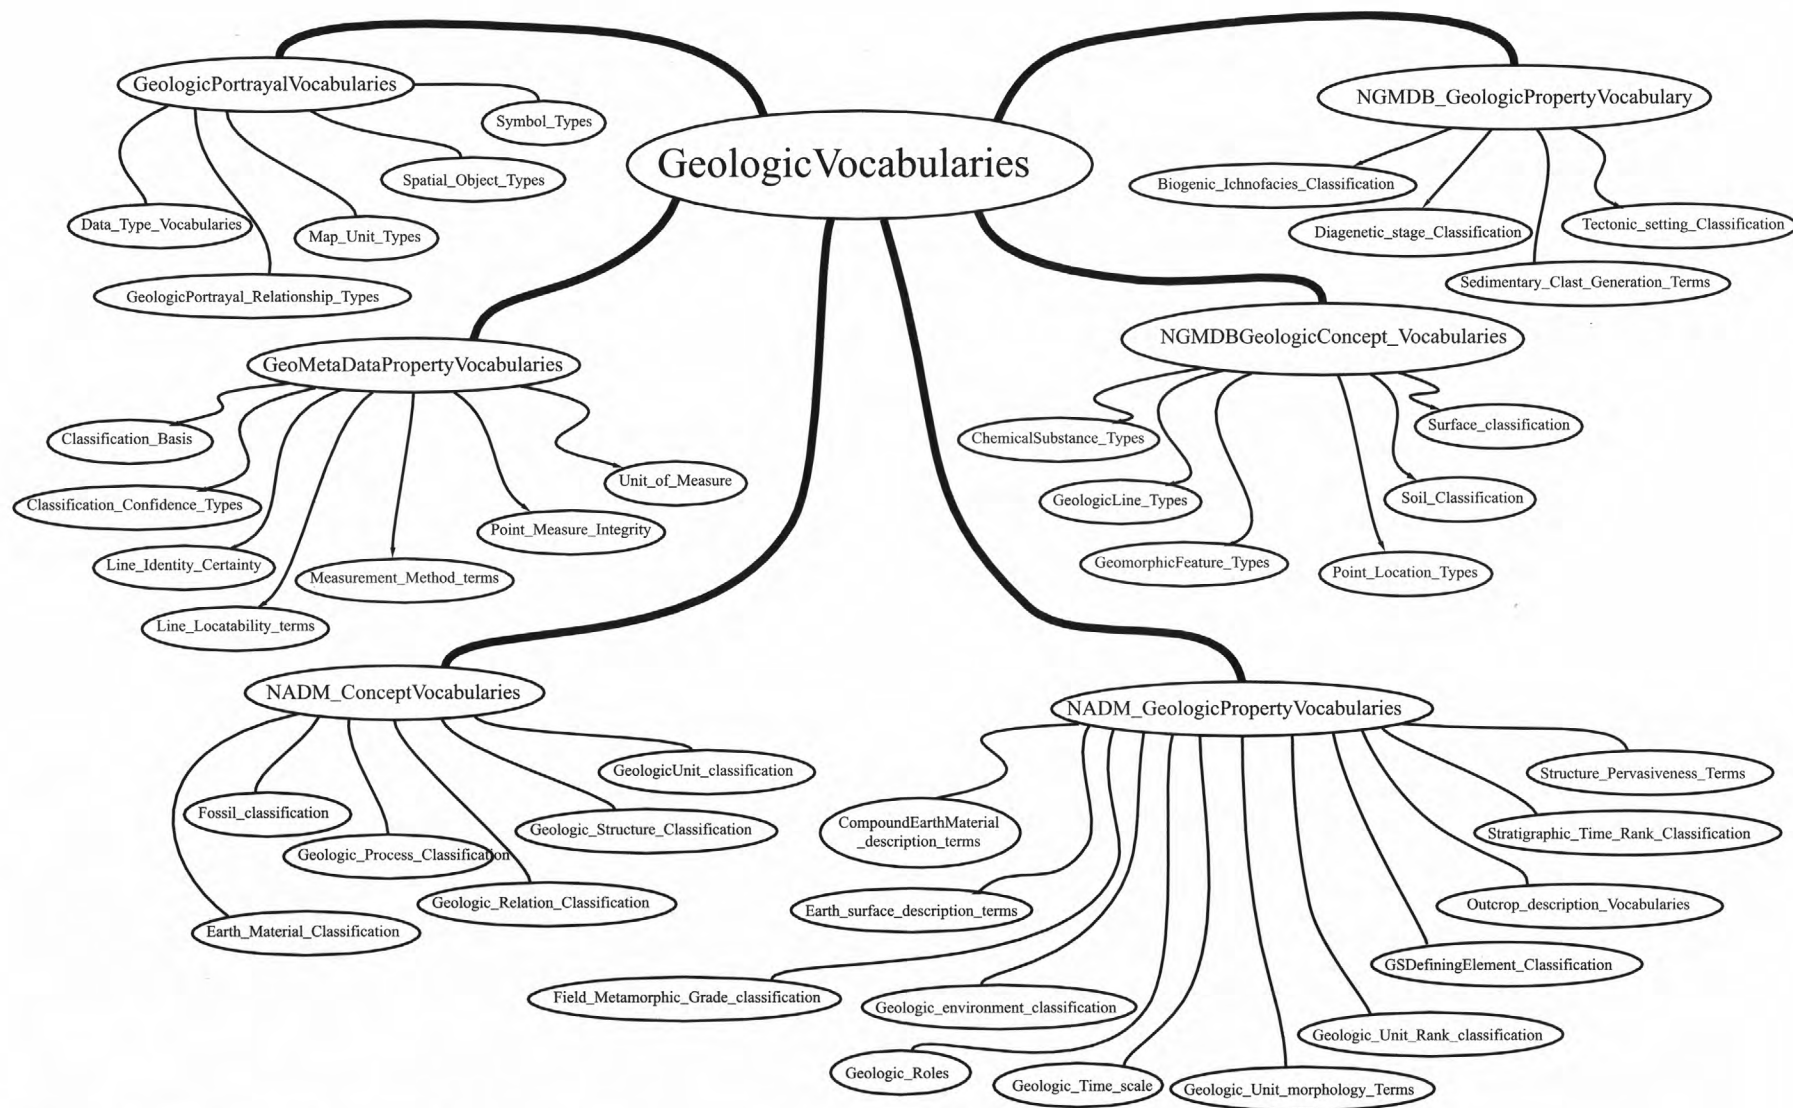 GeologicVocabularies
GeologicPortrayalVocabularies
Symbol_Types
Spatial_Object_Types
Data_Type_Vocabularies
Map_Unit_Types
GeologicPortrayal_Relationship_Types
NGMDB_GeologicPropertyVocabulary
Biogenic_Ichnofacies_Classification
Diagenetic_stage_Classification
Tectonic_setting_Classification
Sedimentary_Clast_Generation_Terms
GeoMetaDataPropertyVocabularies
Classification_Basis
Unit_of_Measure
Classification_Confidence_Types
Point_Measure_Integrity
Line_Identity_Certainty
Measurement_Method_terms
Line_Locatability_terms
NGMDBGeologicConcept_Vocabularies
Surface_classification
ChemicalSubstance_Types
GeologicLine_Types
Soil_Classification
GeomorphicFeature_Types
Point_Location_Types
NADM_ConceptVocabularies
GeologicUnit_classification
Fossil_classification
Geologic_Structure_Classification
Geologic_Process_Classification
Geologic_Relation_Classification
Earth_Material_Classification
NADM_GeologicPropertyVocabularies
Structure_Pervasiveness_Terms
CompoundEarthMaterial
_description_terms
Stratigraphic_Time_Rank_Classification
Earth_surface_description_terms
Outcrop_description_Vocabularies
GSDefiningElement_Classification
Field_Metamorphic_Grade_classification
Geologic_environment_classification
Geologic_Unit_Rank_classification
Geologic_Roles
Geologic_Time_scale
Geologic_Unit_morphology_Terms